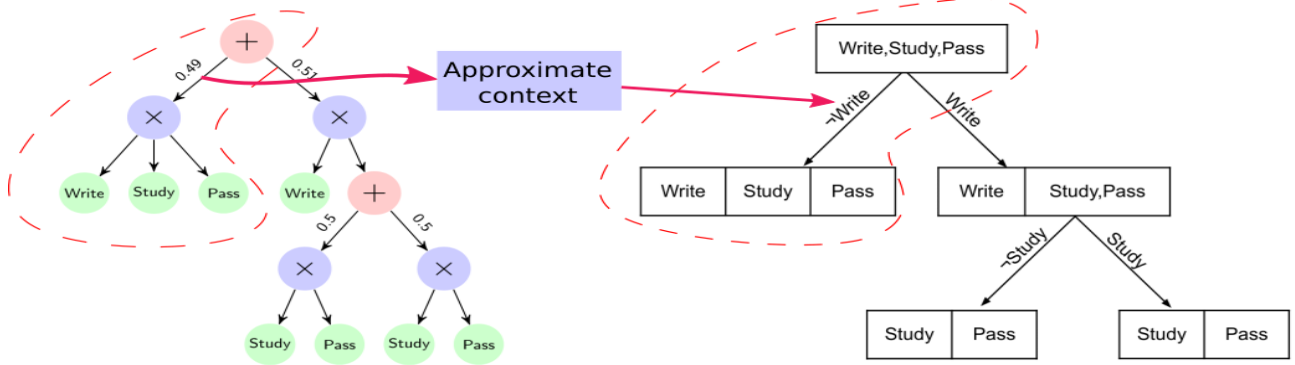 +
0.49
0.51
×
×
Write
Study
Pass
Write
+
0.5
0.5
×
×
Study
Pass
Study
Pass
Approximate
context
Write,Study,Pass
¬Write
Write
Write
Study
Pass
Write
Study,Pass
¬Study
Study
Study
Pass
Study
Pass